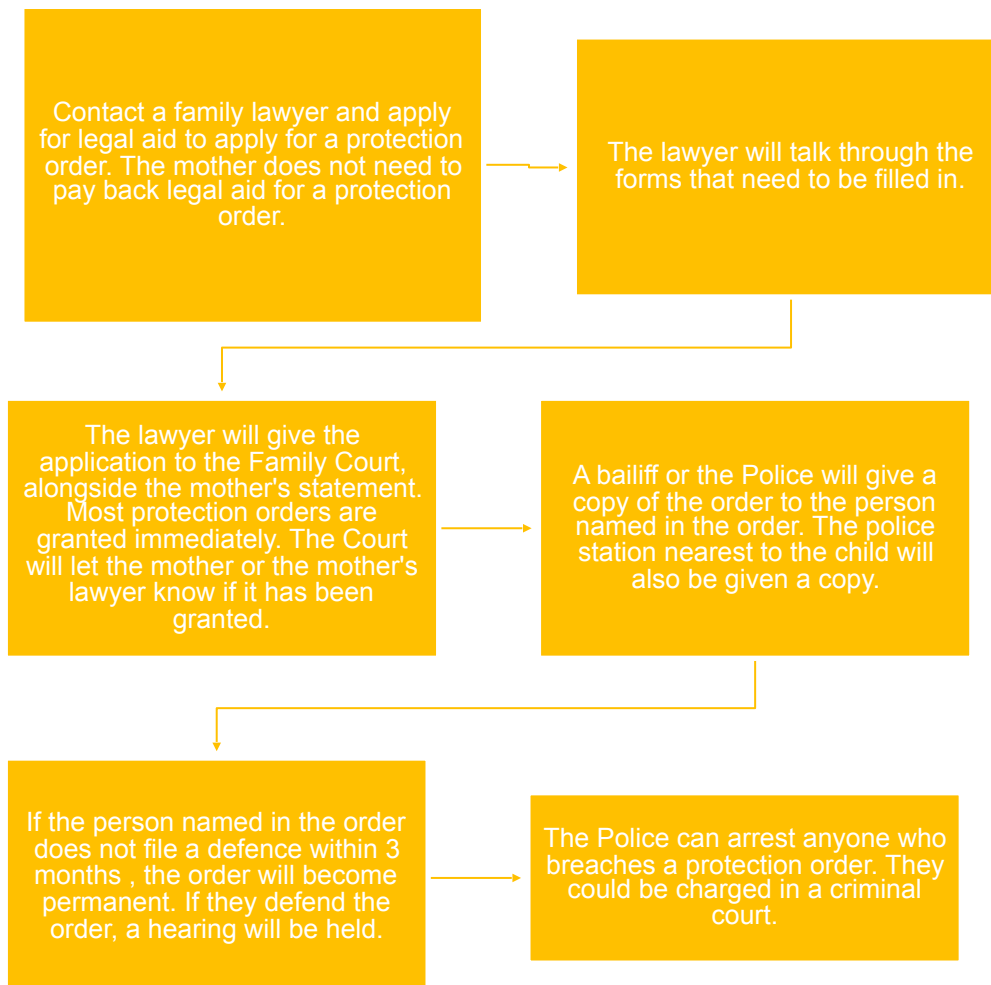 Contact a family lawyer and apply
for legal aid to apply for a protection
order. The mother does not need to
pay back legal aid for a protection
order.
The lawyer will talk through the
forms that need to be filled in.
The lawyer will give the
application to the Family Court,
alongside the mother's statement.
Most protection orders are
granted immediately. The Court
will let the mother or the mother's
lawyer know if it has been
granted.
A bailiff or the Police will give a
copy of the order to the person
named in the order. The police
station nearest to the child will
also be given a copy.
If the person named in the order
does not file a defence within 3
months , the order will become
permanent. If they defend the
order, a hearing will be held.
The Police can arrest anyone who
breaches a protection order. They
could be charged in a criminal
court.